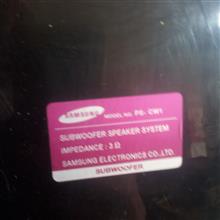 SAMSUNG MODEL NO. PS- CW1
SUBWOOFER SPEAKER SYSTEM
IMPEDANCE : 3 Ω
SAMSUNG ELECTRONICS CO.,LTD.
SUBWOOFER